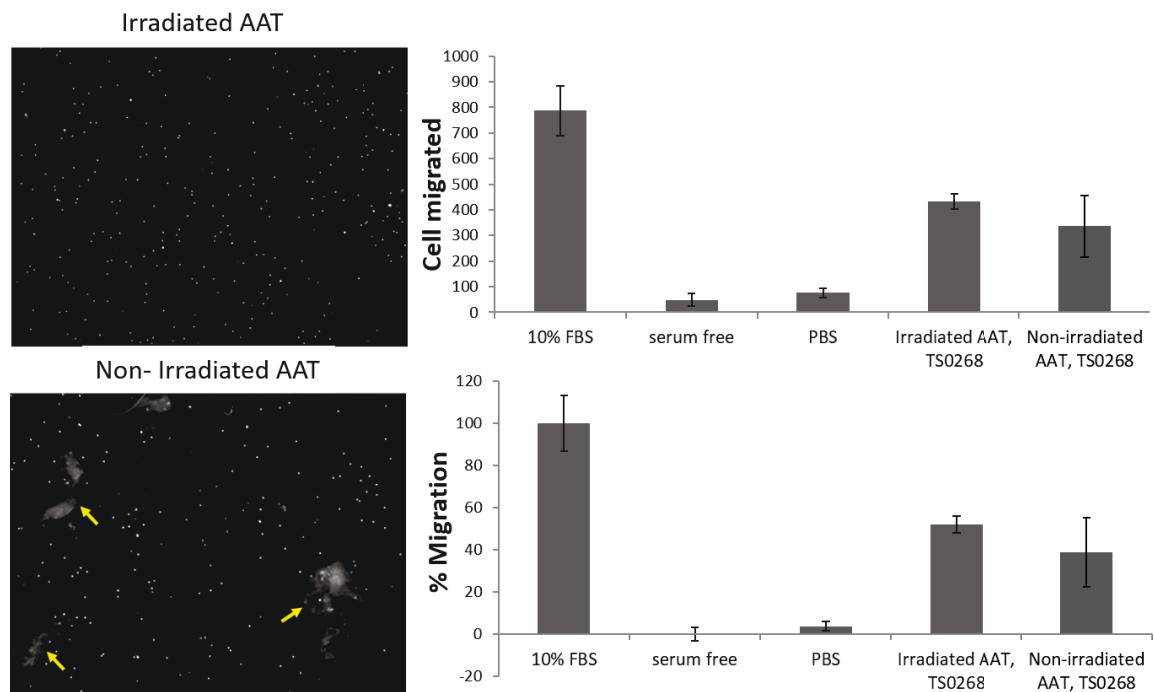 Irradiated AAT
Non- Irradiated AAT
Cell migrated
1000
900
800
700
600
500
400
300
200
100
0
10% FBS
serum free
PBS
Irradiated AAT,
TS0268
Non-irradiated
AAT, TS0268
% Migration
120
100
80
60
40
20
0
-20
10% FBS
serum free
PBS
Irradiated AAT,
TS0268
Non-irradiated
AAT, TS0268